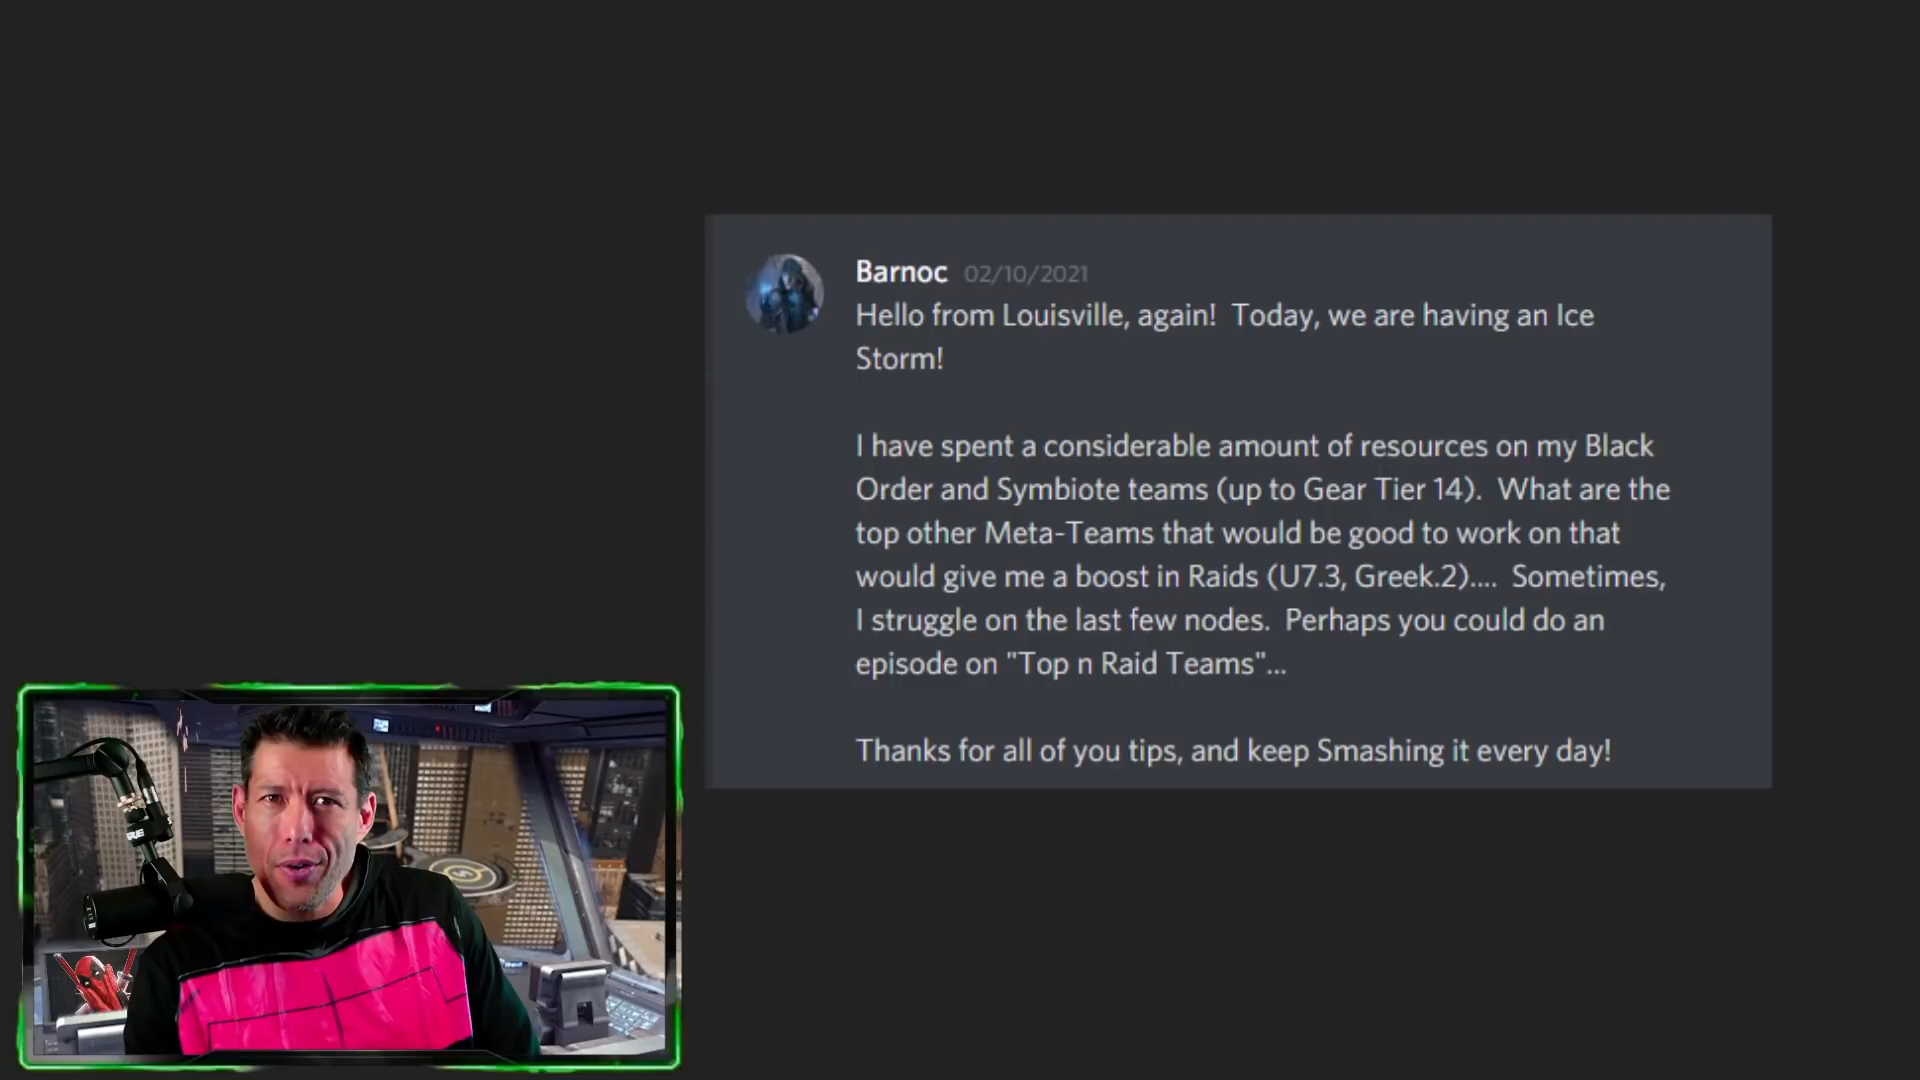 Barnoc 02/10/2021
Hello from Louisville, again! Today, we are having an Ice
Storm!
I have spent a considerable amount of resources on my Black
Order and Symbiote teams (up to Gear Tier 14). What are the
top other Meta-Teams that would be good to work on that
would give me a boost in Raids (U7.3, Greek.2).... Sometimes,
I struggle on the last few nodes. Perhaps you could do an
episode on "Top n Raid Teams"...
Thanks for all of you tips, and keep Smashing it every day!